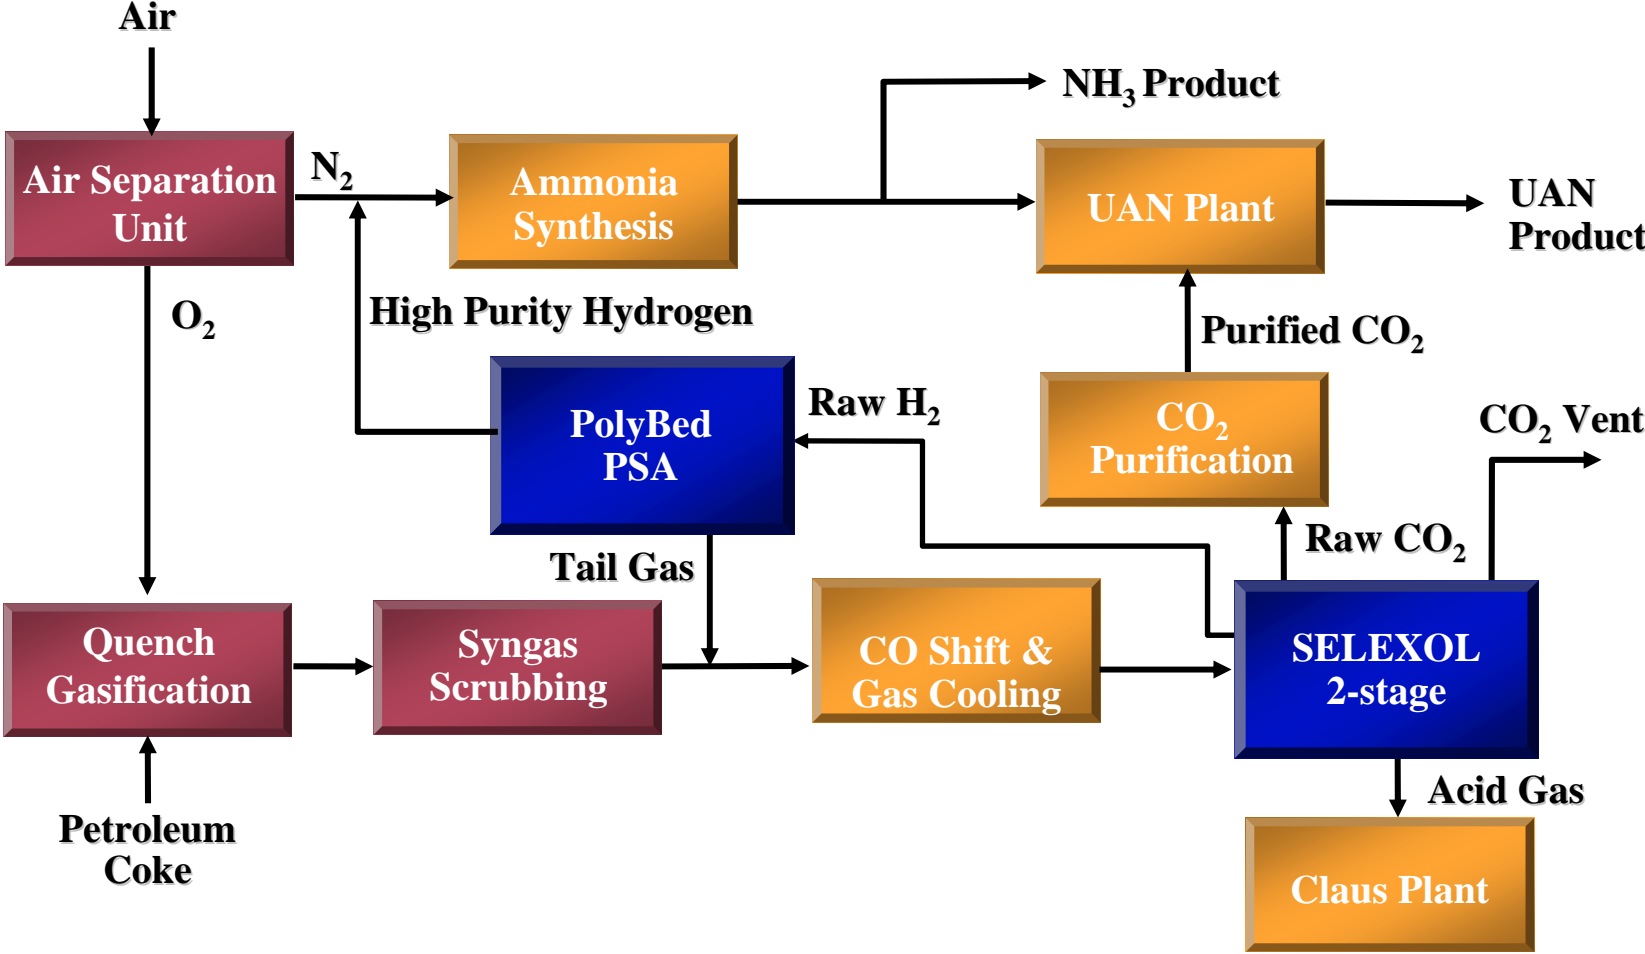 Air
NH₃ Product
Air Separation
Unit
N₂
Ammonia
Synthesis
UAN Plant
UAN
Product
O₂
High Purity Hydrogen
Purified CO₂
PolyBed
PSA
Raw H₂
CO₂
Purification
CO₂ Vent
Tail Gas
Raw CO₂
Quench
Gasification
Syngas
Scrubbing
CO Shift &
Gas Cooling
SELEXOL
2-stage
Petroleum
Coke
Acid Gas
Claus Plant